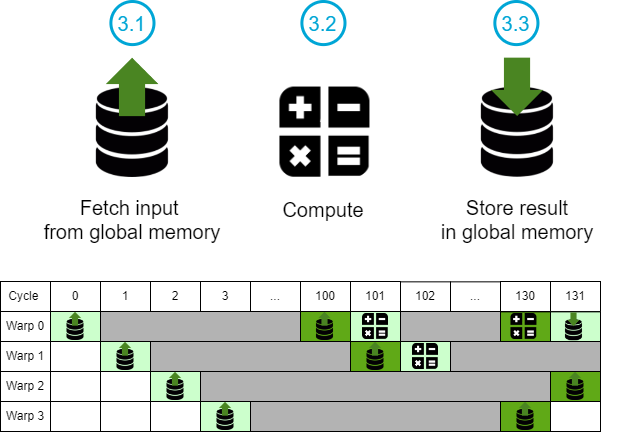 3.1 3.2 3.3
Fetch input
from global memory
Compute
Store result
in global memory
Cycle 0 1 2 3 ... 100 101 102 ... 130 131
Warp 0
Warp 1
Warp 2
Warp 3